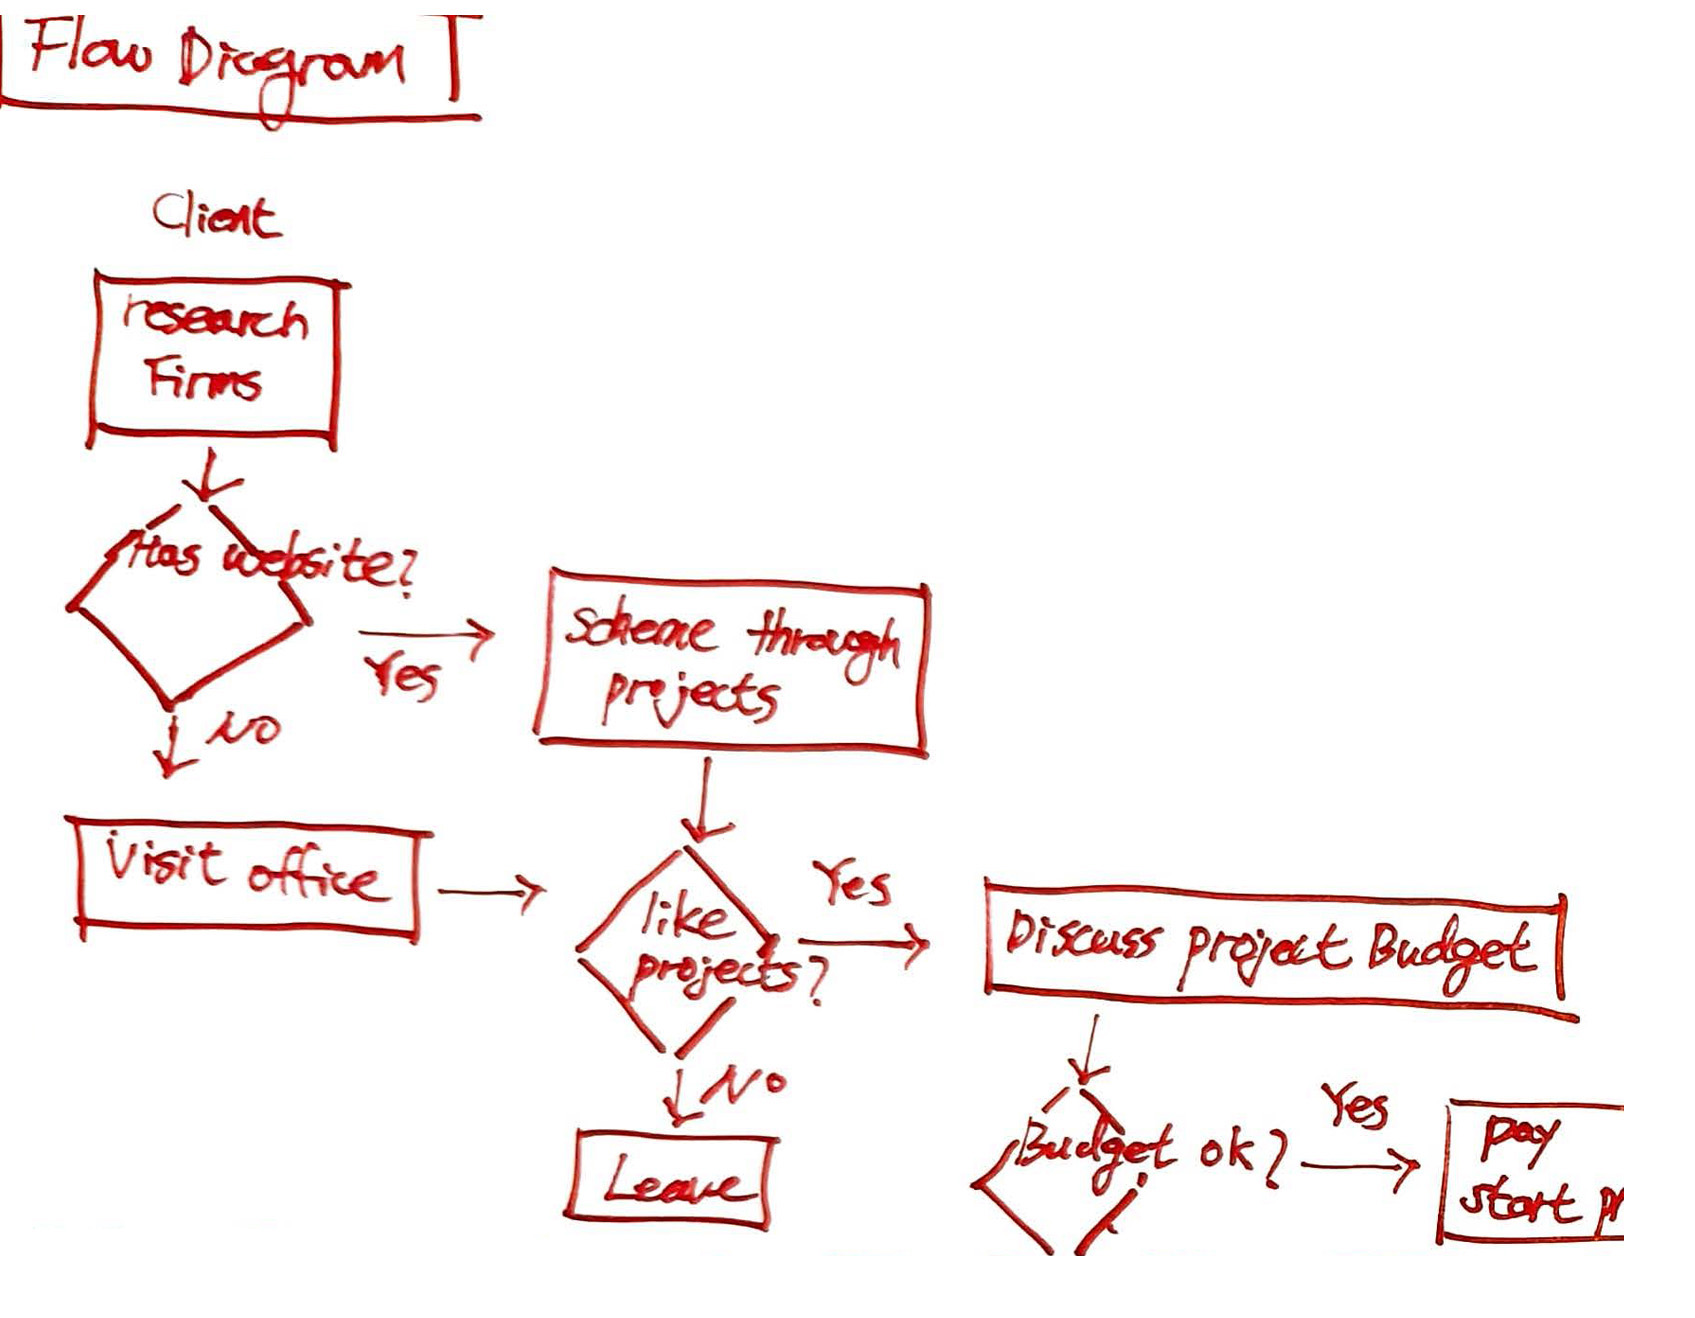 Flow Diagram
Client
research
Firms
Has website?
Yes
NO
scheme through
projects
Visit office
like
projects?
Yes
No
Leave
Discuss project Budget
Budget ok?
Yes
pay
start